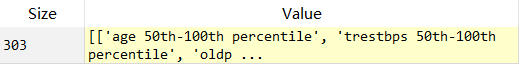 Size Value
303 [['age 50th-100th percentile', 'trestbps 50th-100th
percentile', 'oldp ...